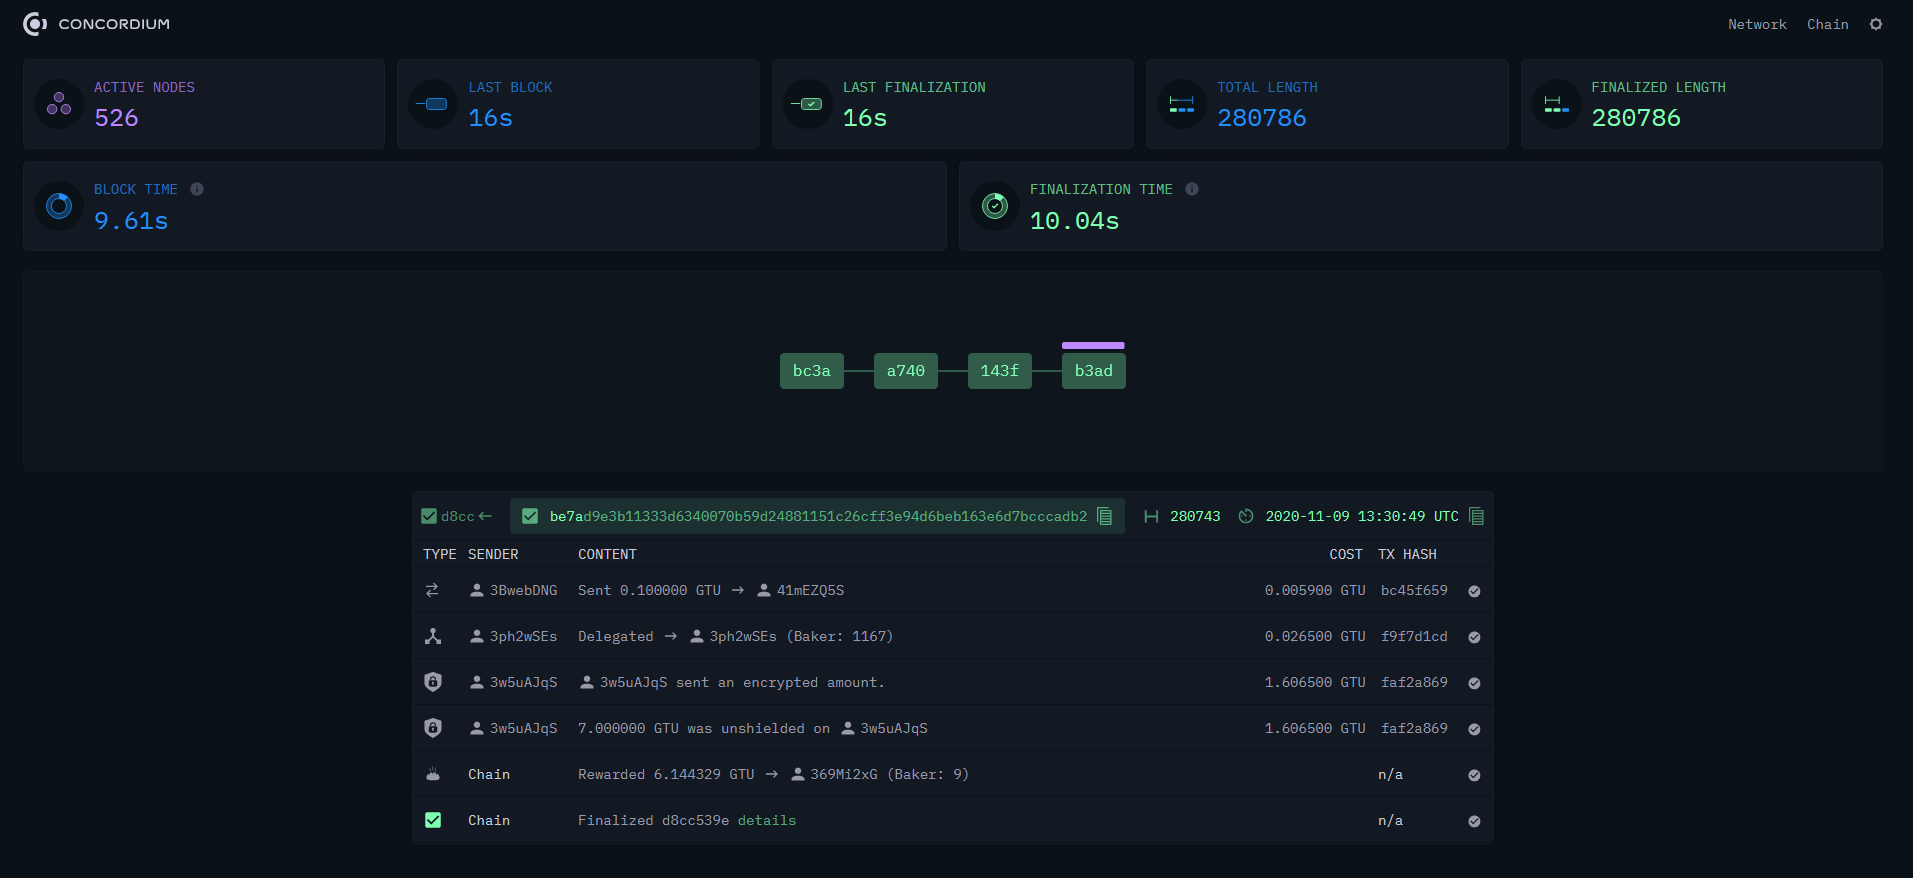 CONCORDIUM
Network Chain
ACTIVE NODES
526
LAST BLOCK
16s
LAST FINALIZATION
16s
TOTAL LENGTH
280786
FINALIZED LENGTH
280786
BLOCK TIME
9.61s
FINALIZATION TIME
10.04s
bc3a a740 143f b3ad
d8cc← be7ad9e3b11333d6340070b59d24881151c26cff3e94d6beb163e6d7bcccadb2 280743 2020-11-09 13:30:49 UTC
TYPE SENDER CONTENT COST TX HASH
3BwebDNG Sent 0.100000 GTU → 41mEZQ5S 0.005900 GTU bc45f659
3ph2wSEs Delegated → 3ph2wSEs (Baker: 1167) 0.026500 GTU f9f7d1cd
3w5uAJqS 3w5uAJqS sent an encrypted amount. 1.606500 GTU faf2a869
3w5uAJqS 7.000000 GTU was unshielded on 3w5uAJqS 1.606500 GTU faf2a869
Chain Rewarded 6.144329 GTU → 369Mi2xG (Baker: 9) n/a
Chain Finalized d8cc539e details n/a